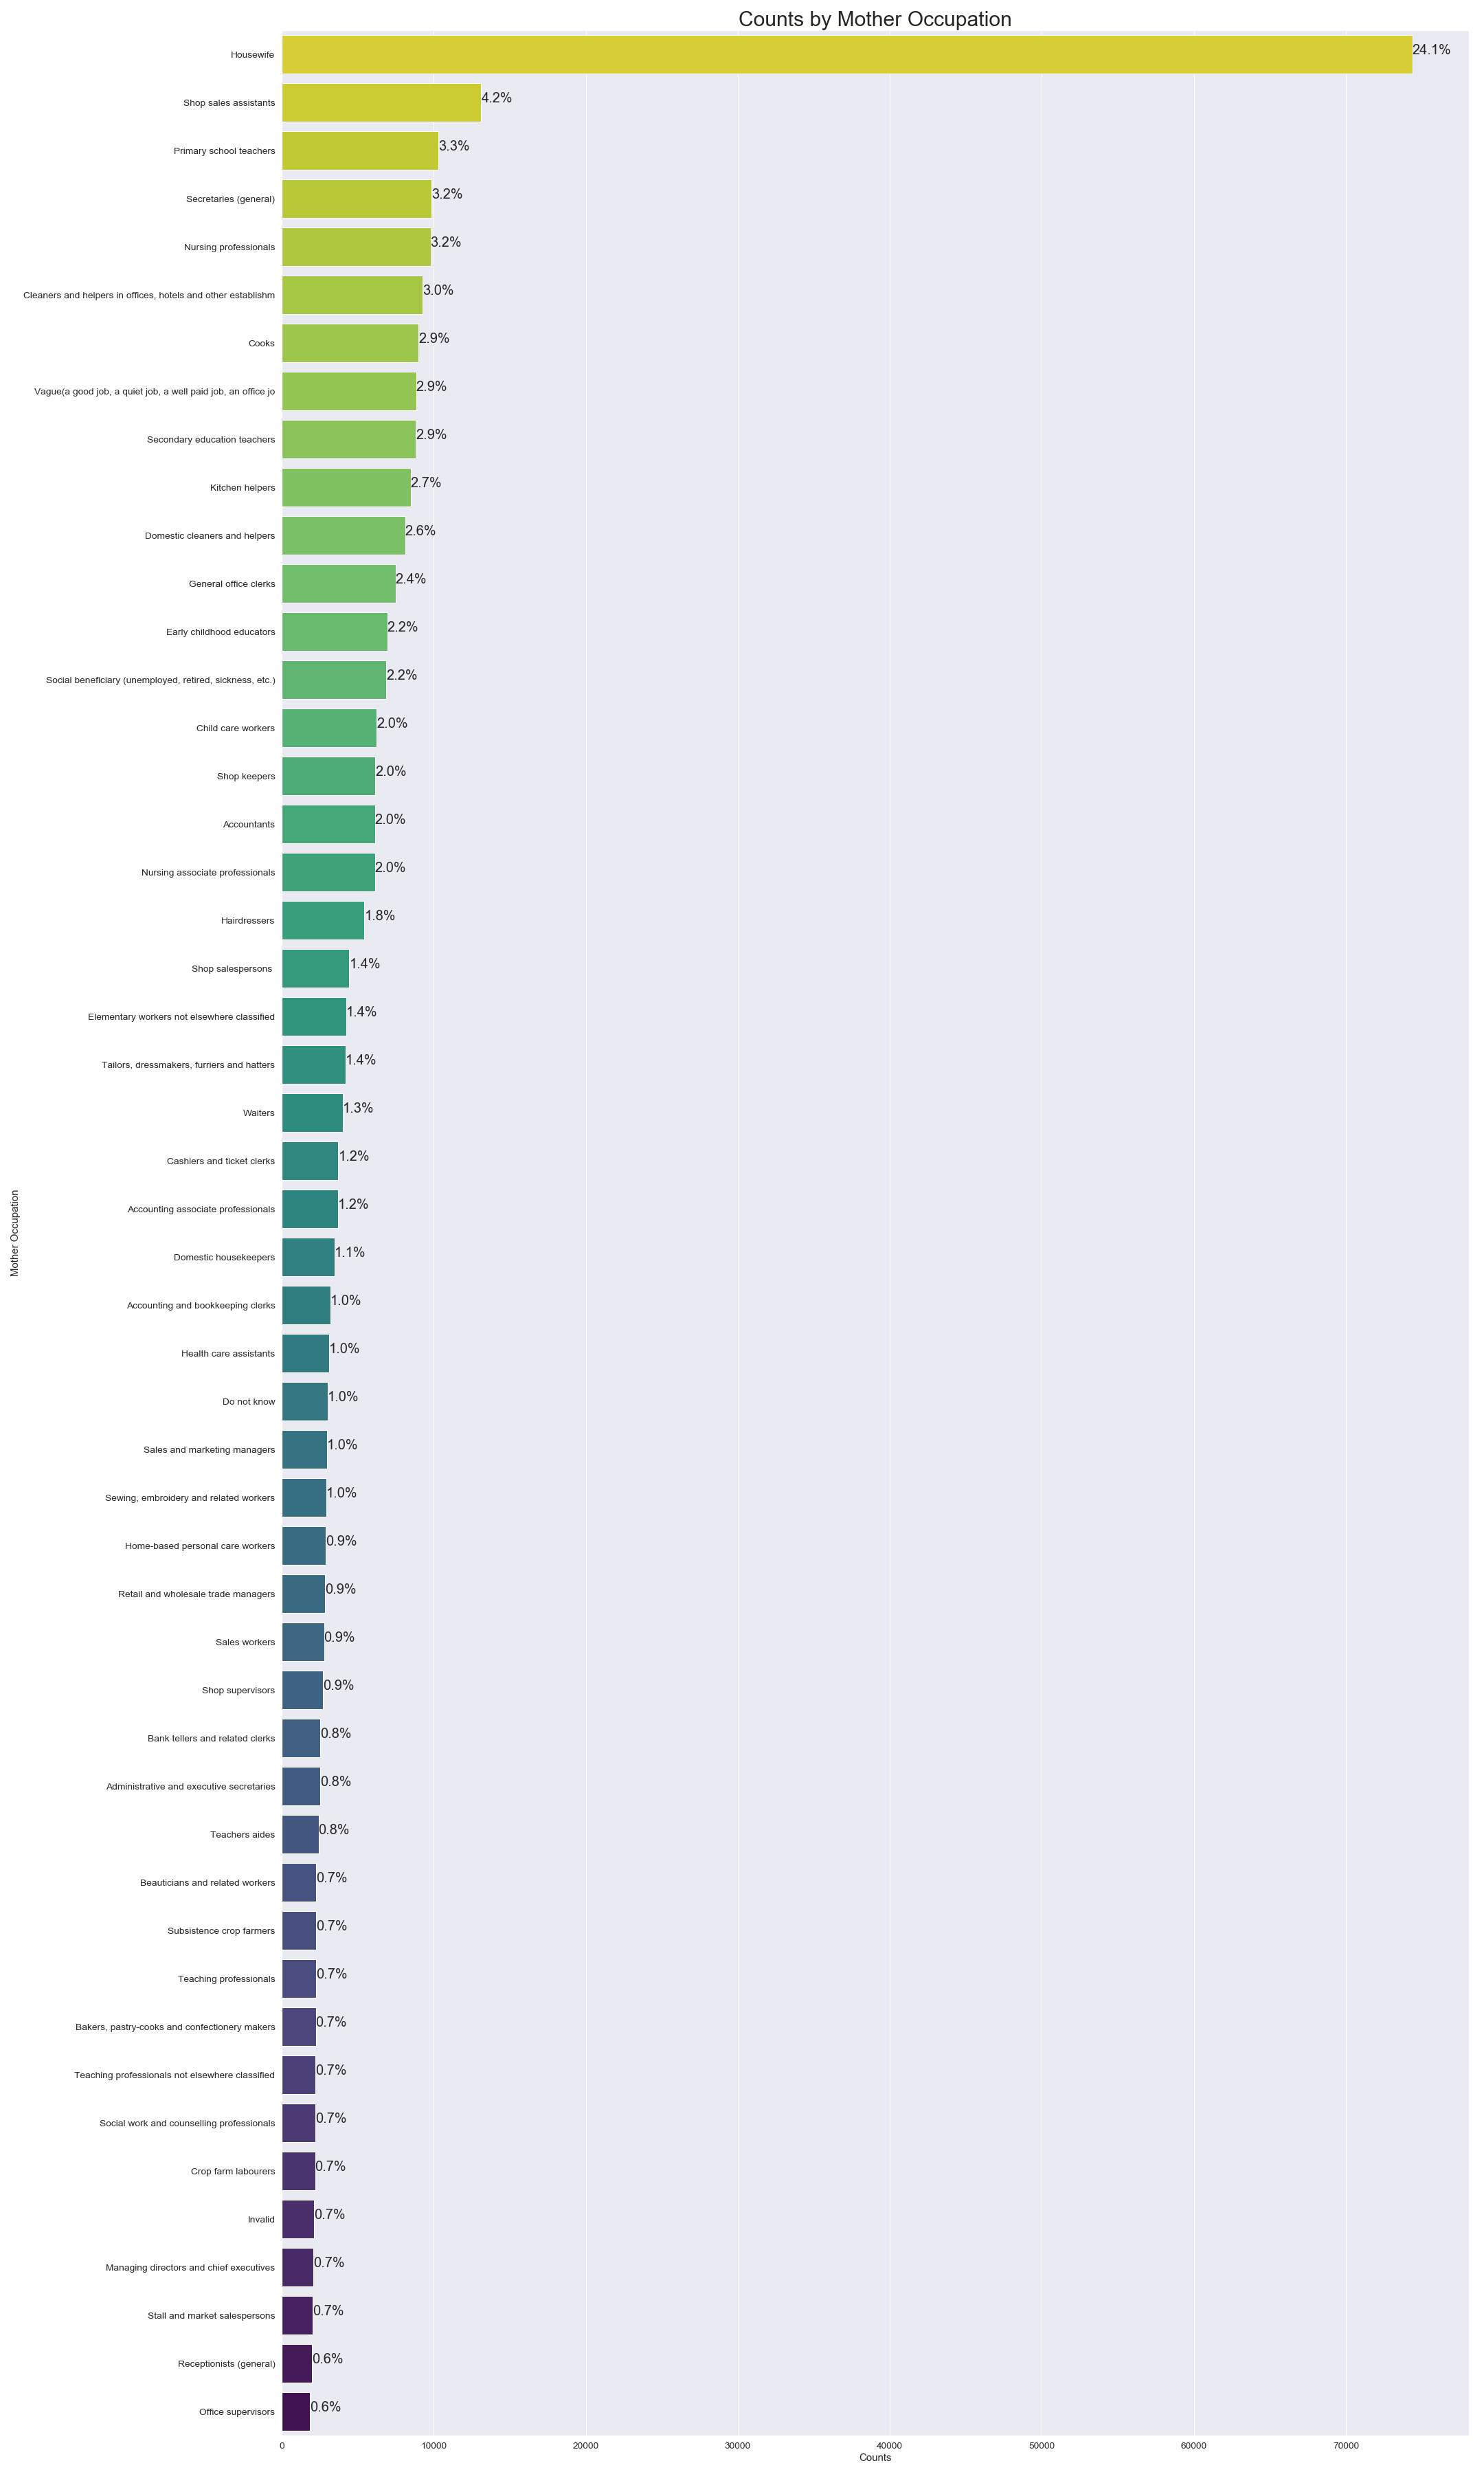 Counts by Mother Occupation
Housewife 24.1%
Shop sales assistants 4.2%
Primary school teachers 3.3%
Secretaries (general) 3.2%
Nursing professionals 3.2%
Cleaners and helpers in offices, hotels and other establishm 3.0%
Cooks 2.9%
Vague(a good job, a quiet job, a well paid job, an office jo 2.9%
Secondary education teachers 2.9%
Kitchen helpers 2.7%
Domestic cleaners and helpers 2.6%
General office clerks 2.4%
Early childhood educators 2.2%
Social beneficiary (unemployed, retired, sickness, etc.) 2.2%
Child care workers 2.0%
Shop keepers 2.0%
Accountants 2.0%
Nursing associate professionals 2.0%
Hairdressers 1.8%
Shop salespersons 1.4%
Elementary workers not elsewhere classified 1.4%
Tailors, dressmakers, furriers and hatters 1.4%
Waiters 1.3%
Cashiers and ticket clerks 1.2%
Accounting associate professionals 1.2%
Mother Occupation
Domestic housekeepers 1.1%
Accounting and bookkeeping clerks 1.0%
Health care assistants 1.0%
Do not know 1.0%
Sales and marketing managers 1.0%
Sewing, embroidery and related workers 1.0%
Home-based personal care workers 0.9%
Retail and wholesale trade managers 0.9%
Sales workers 0.9%
Shop supervisors 0.9%
Bank tellers and related clerks 0.8%
Administrative and executive secretaries 0.8%
Teachers aides 0.8%
Beauticians and related workers 0.7%
Subsistence crop farmers 0.7%
Teaching professionals 0.7%
Bakers, pastry-cooks and confectionery makers 0.7%
Teaching professionals not elsewhere classified 0.7%
Social work and counselling professionals 0.7%
Crop farm labourers 0.7%
Invalid 0.7%
Managing directors and chief executives 0.7%
Stall and market salespersons 0.7%
Receptionists (general) 0.6%
Office supervisors 0.6%
0 10000 20000 30000 40000 50000 60000 70000
Counts